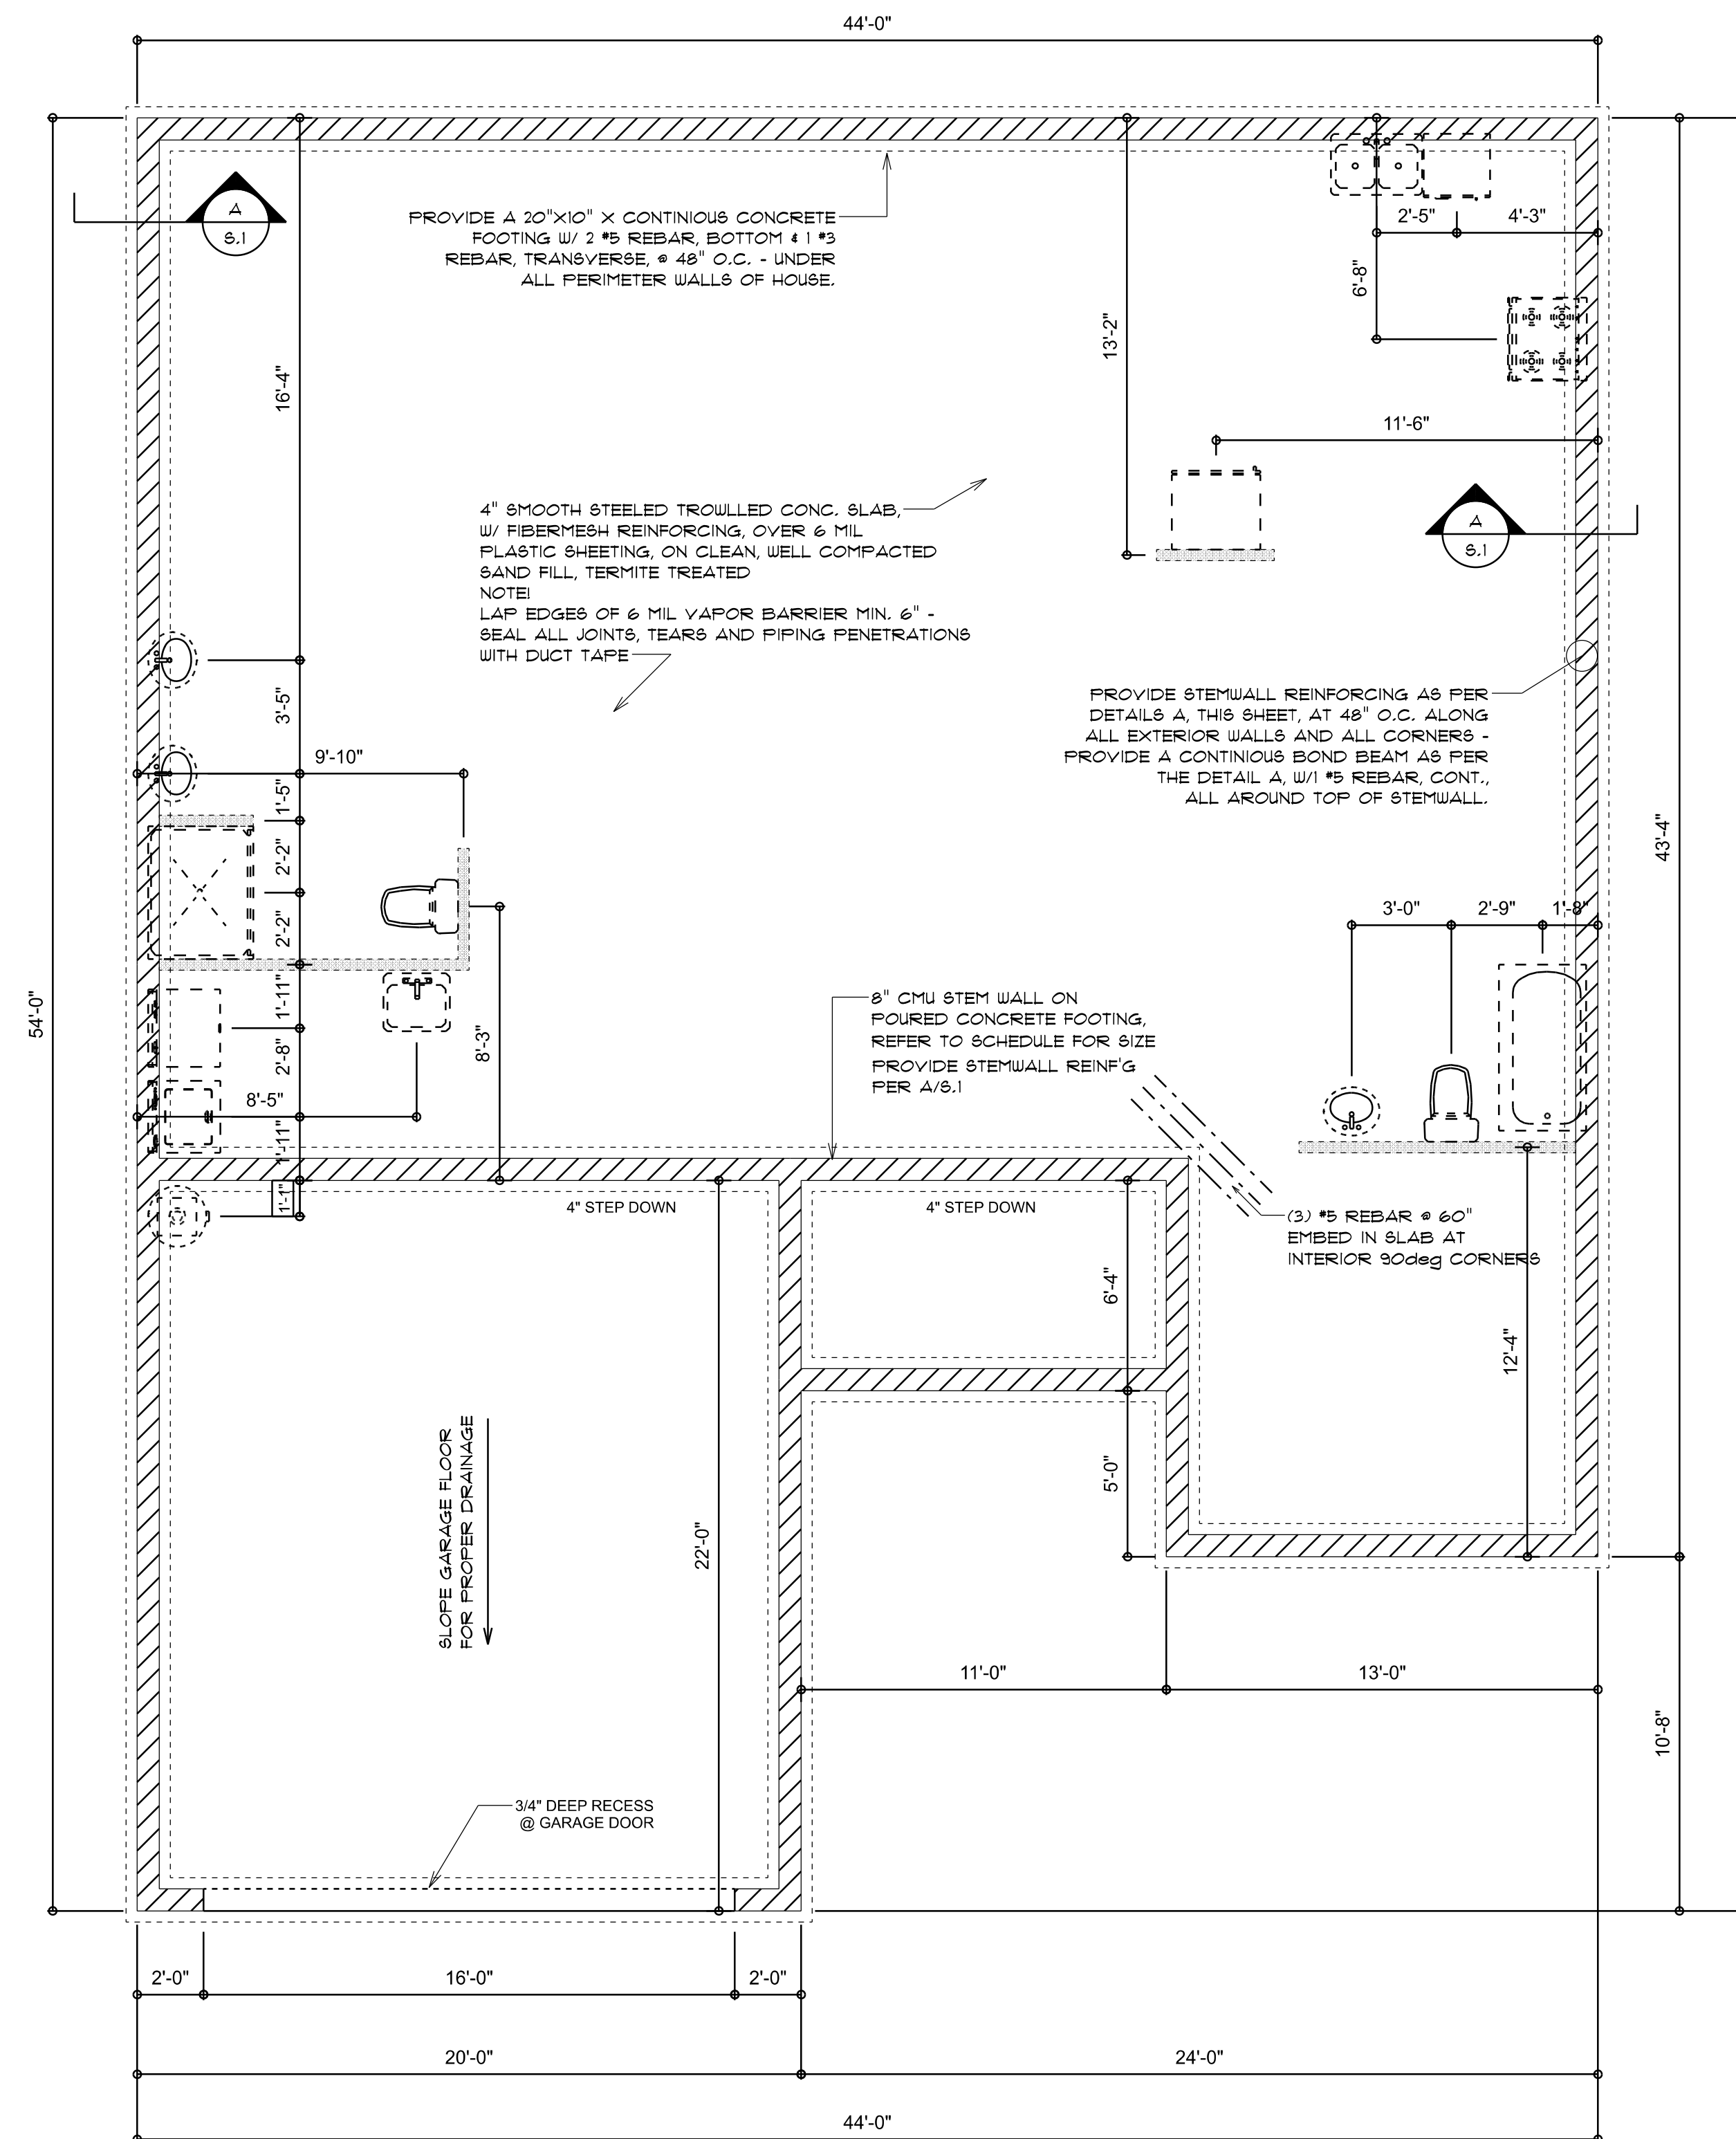 44'-0"
A
S.1
PROVIDE A 20"X10" X CONTINIOUS CONCRETE
FOOTING W/ 2 #5 REBAR, BOTTOM & 1 #3
REBAR, TRANSVERSE, @ 48" O.C. - UNDER
ALL PERIMETER WALLS OF HOUSE.
2'-5"
4'-3"
6'-8"
13'-2"
16'-4"
11'-6"
4" SMOOTH STEELED TROWLLED CONC. SLAB,
W/ FIBERMESH REINFORCING, OVER 6 MIL
PLASTIC SHEETING, ON CLEAN, WELL COMPACTED
SAND FILL, TERMITE TREATED
NOTE!
LAP EDGES OF 6 MIL VAPOR BARRIER MIN. 6" -
SEAL ALL JOINTS, TEARS AND PIPING PENETRATIONS
WITH DUCT TAPE
A
S.1
PROVIDE STEMWALL REINFORCING AS PER
DETAILS A, THIS SHEET, AT 48" O.C. ALONG
ALL EXTERIOR WALLS AND ALL CORNERS -
PROVIDE A CONTINIOUS BOND BEAM AS PER
THE DETAIL A, W/1 #5 REBAR, CONT.,
ALL AROUND TOP OF STEMWALL.
3'-5"
9'-10"
1'-5"
2'-2"
2'-2"
43'-4"
3'-0"
2'-9"
1'-8"
54'-0"
1'-11"
2'-8"
8'-3"
8'-5"
1'-11"
1'-1"
8" CMU STEM WALL ON
POURED CONCRETE FOOTING,
REFER TO SCHEDULE FOR SIZE
PROVIDE STEMWALL REINF'G
PER A/S.1
4" STEP DOWN
4" STEP DOWN
(3) #5 REBAR @ 60"
EMBED IN SLAB AT
INTERIOR 90deg CORNERS
6'-4"
12'-4"
5'-0"
SLOPE GARAGE FLOOR
FOR PROPER DRAINAGE
22'-0"
11'-0"
13'-0"
10'-8"
3/4" DEEP RECESS
@ GARAGE DOOR
2'-0"
16'-0"
2'-0"
20'-0"
24'-0"
44'-0"